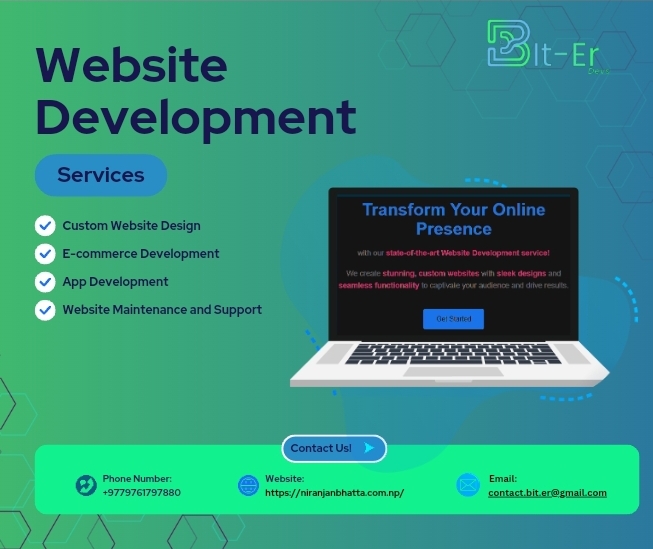 Website
Development
BIt-Er
Devs
Services
Custom Website Design
E-commerce Development
App Development
Website Maintenance and Support
Transform Your Online
Presence
with our state-of-the-art Website Development service!
We create stunning, custom websites with sleek designs and
seamless functionality to captivate your audience and drive results.
Get Started
Contact Us!
Phone Number:
+9779761797880
Website:
https://niranjanbhatta.com.np/
Email:
contact.bit.er@gmail.com